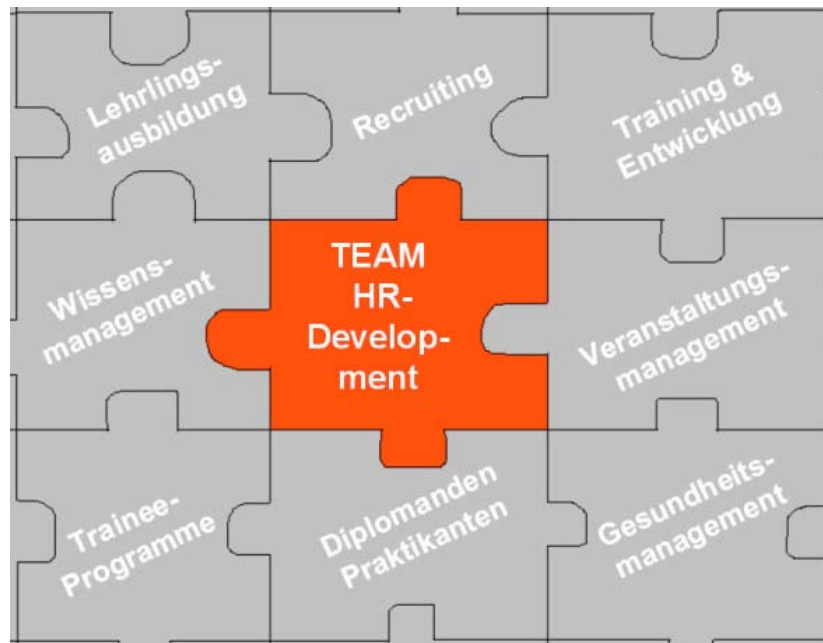 Lehrlings-
ausbildung
Recruiting
Training &
Entwicklung
Wissens-
management
TEAM
HR-
Develop-
ment
Veranstaltungs-
management
Trainee-
Programme
Diplomanden
Praktikanten
Gesundheits-
management